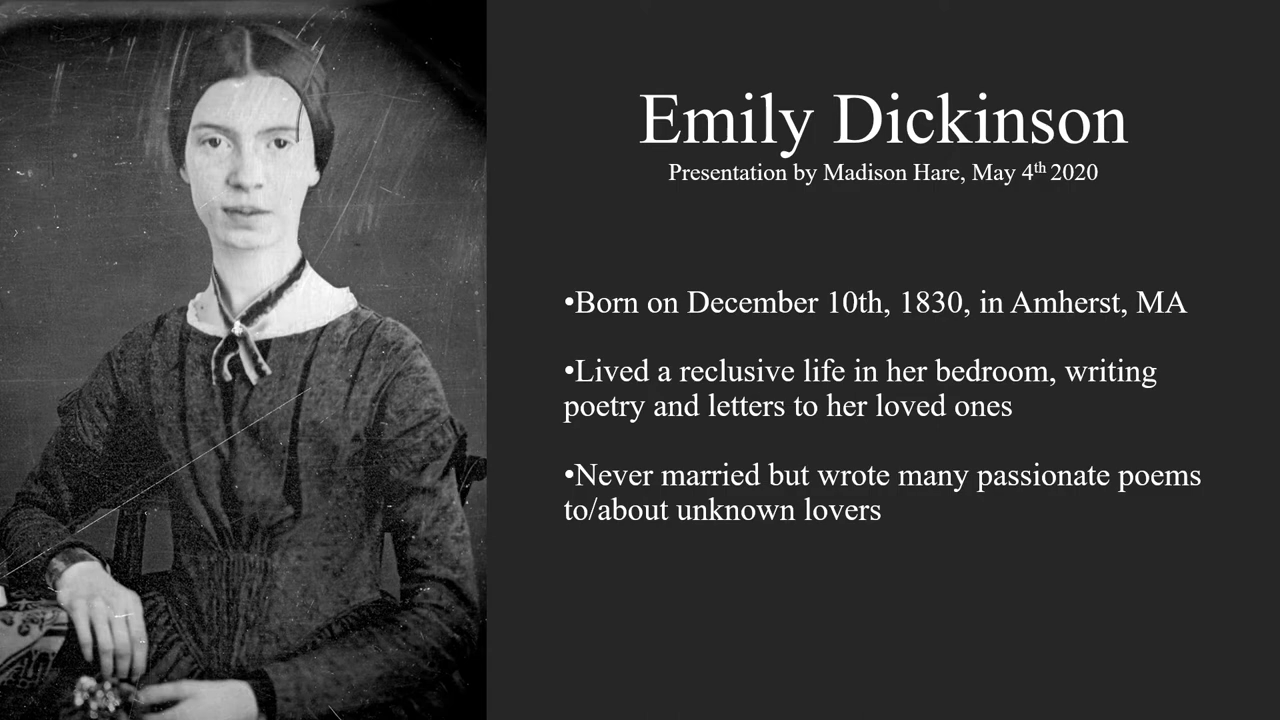 Emily Dickinson
Presentation by Madison Hare, May 4th 2020
•Born on December 10th, 1830, in Amherst, MA
•Lived a reclusive life in her bedroom, writing
poetry and letters to her loved ones
•Never married but wrote many passionate poems
to/about unknown lovers